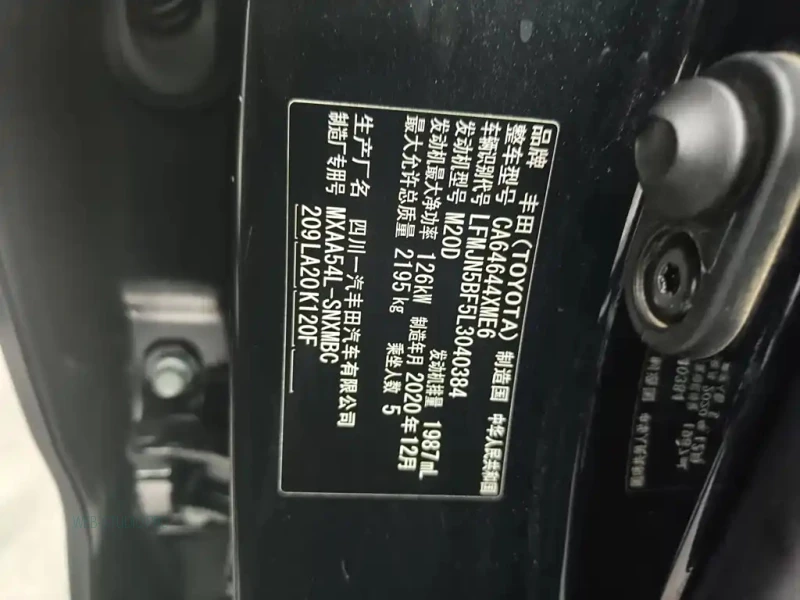 品牌 丰田(TOYOTA) 制造国 中华人民共和国
整车型号 CA64644XME6
车辆识别代号 LFMJN5BF5L3040384
发动机型号 M20D 发动机排量 1987mL
发动机最大净功率 126kW 制造年月 2020年12月
最大允许总质量 2195kg 乘坐人数 5
生产厂名 四川一汽丰田汽车有限公司
制造厂专用号 MXAA54L-SNXMBC
209LA20K120F